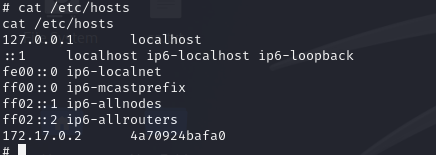 # cat /etc/hosts
cat /etc/hosts
127.0.0.1 localhost
::1 localhost ip6-localhost ip6-loopback
fe00::0 ip6-localnet
ff00::0 ip6-mcastprefix
ff02::1 ip6-allnodes
ff02::2 ip6-allrouters
172.17.0.2 4a70924bafa0
#